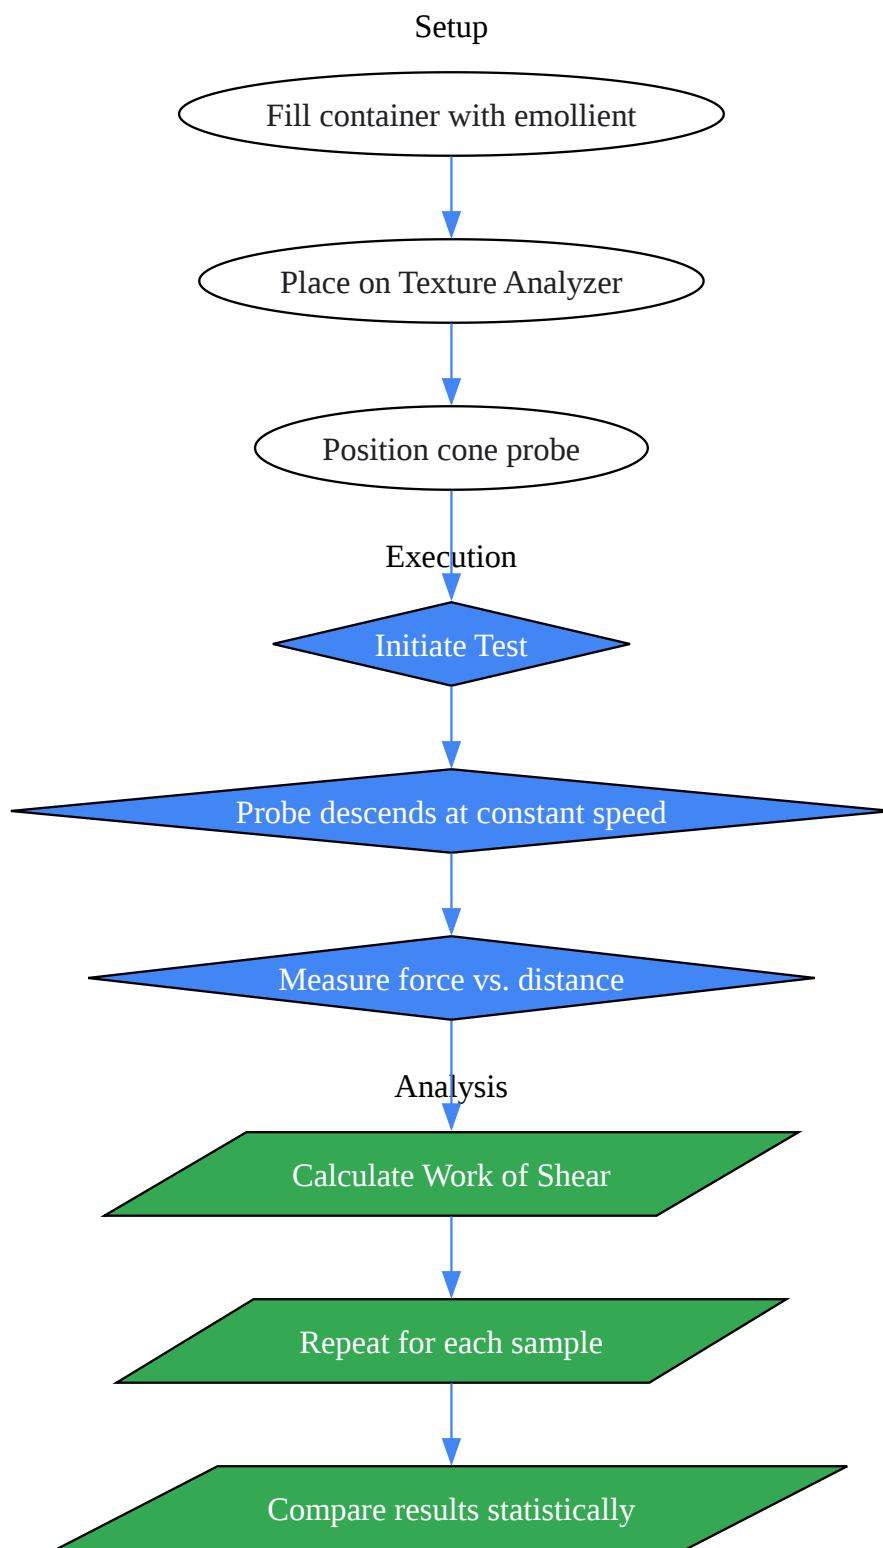 Setup
Fill container with emollient
Place on Texture Analyzer
Position cone probe
Execution
Initiate Test
Probe descends at constant speed
Measure force vs. distance
Analysis
Calculate Work of Shear
Repeat for each sample
Compare results statistically